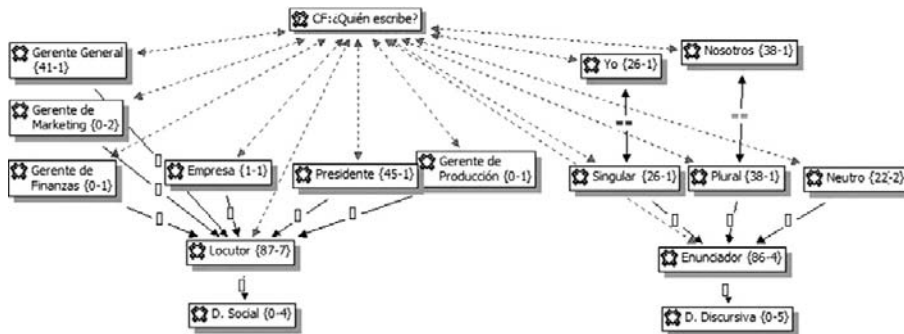 CF:¿Quién escribe?
Gerente General
{41-1}
Nosotros {38-1}
Yo {26-1}
Gerente de
Marketing {0-2}
==
==
Gerente de
Finanzas {0-1}
Empresa {1-1}
Presidente {45-1}
Gerente de
Producción {0-1}
Singular {26-1}
Plural {38-1}
Neutro {22-2}
Locutor {87-7}
Enunciador {86-4}
D. Social {0-4}
D. Discursiva {0-5}